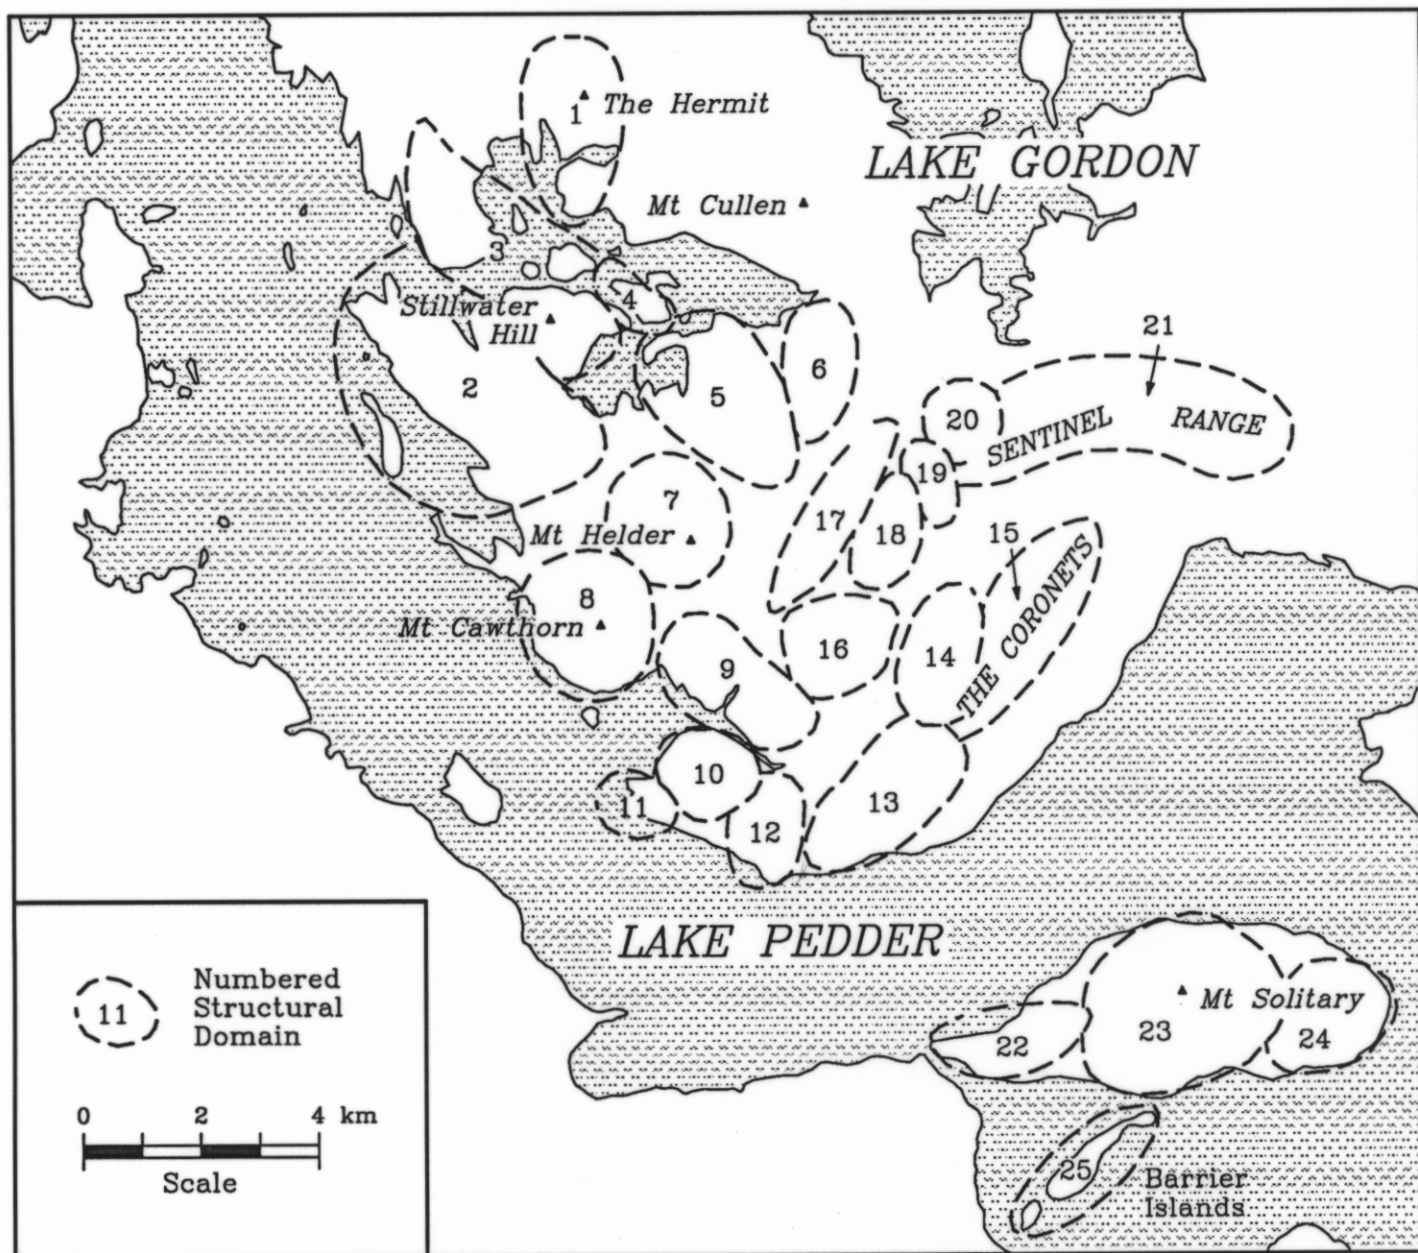 1
The Hermit
LAKE GORDON
Mt Cullen
3
4
Stillwater
Hill
21
6
2
5
20
SENTINEL
RANGE
19
7
17
18
15
Mt Helder
8
Mt Cawthorn
16
14
THE CORONETS
9
10
11
13
12
LAKE PEDDER
Numbered
Structural
Domain
11
Mt Solitary
22
23
24
0 2 4 km
Scale
25
Barrier
Islands